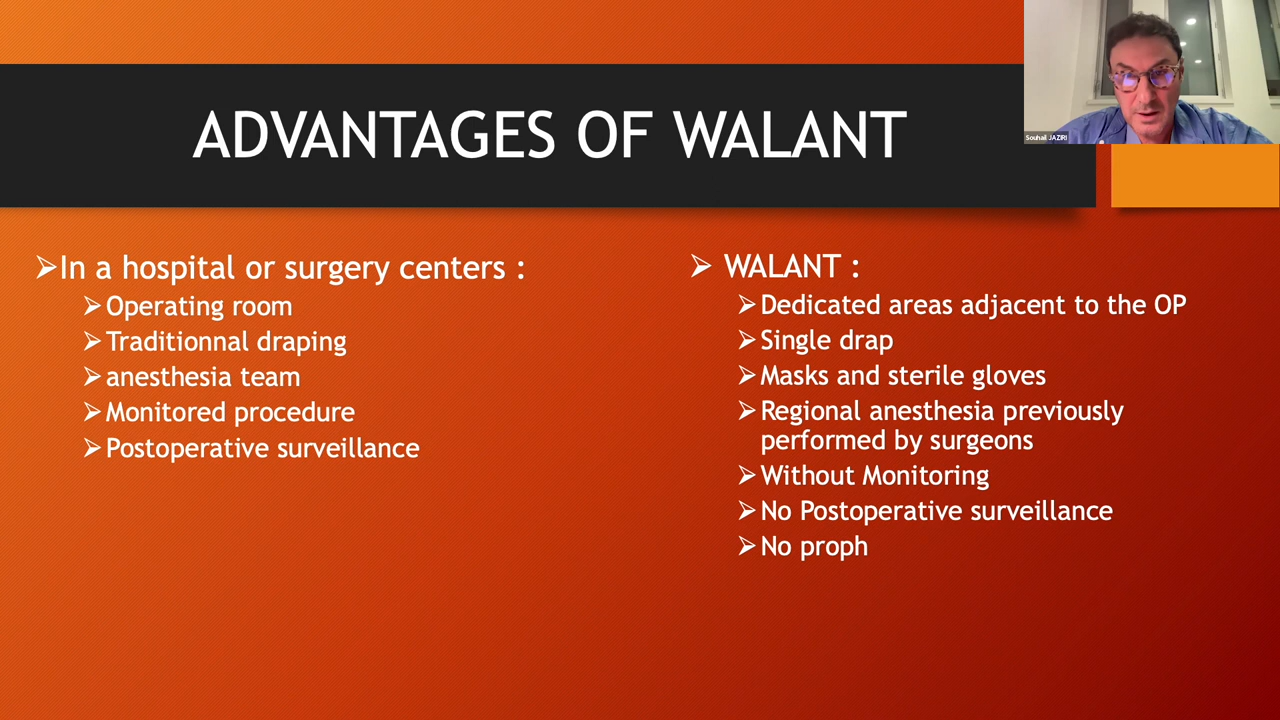 ADVANTAGES OF WALANT
Souhail JAZIRI
In a hospital or surgery centers :
Operating room
Traditionnal draping
anesthesia team
Monitored procedure
Postoperative surveillance
WALANT :
Dedicated areas adjacent to the OP
Single drap
Masks and sterile gloves
Regional anesthesia previously
performed by surgeons
Without Monitoring
No Postoperative surveillance
No proph